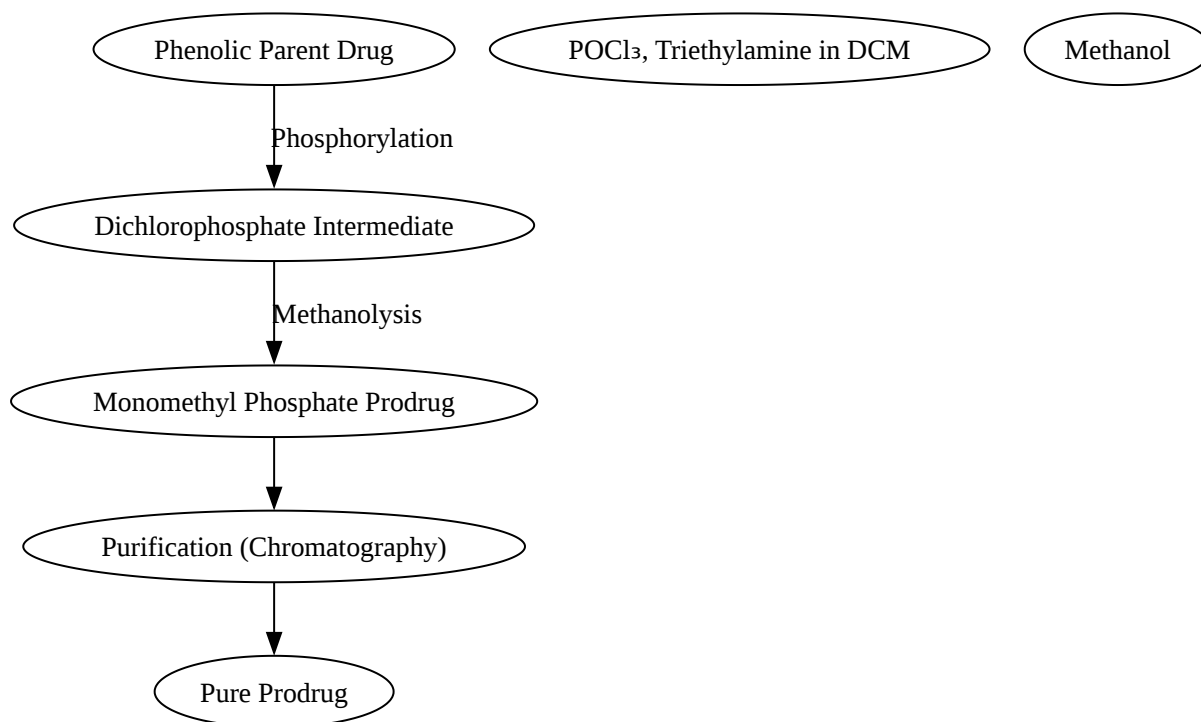 Phenolic Parent Drug
POCl₃, Triethylamine in DCM
Methanol
Phosphorylation
Dichlorophosphate Intermediate
Methanolysis
Monomethyl Phosphate Prodrug
Purification (Chromatography)
Pure Prodrug